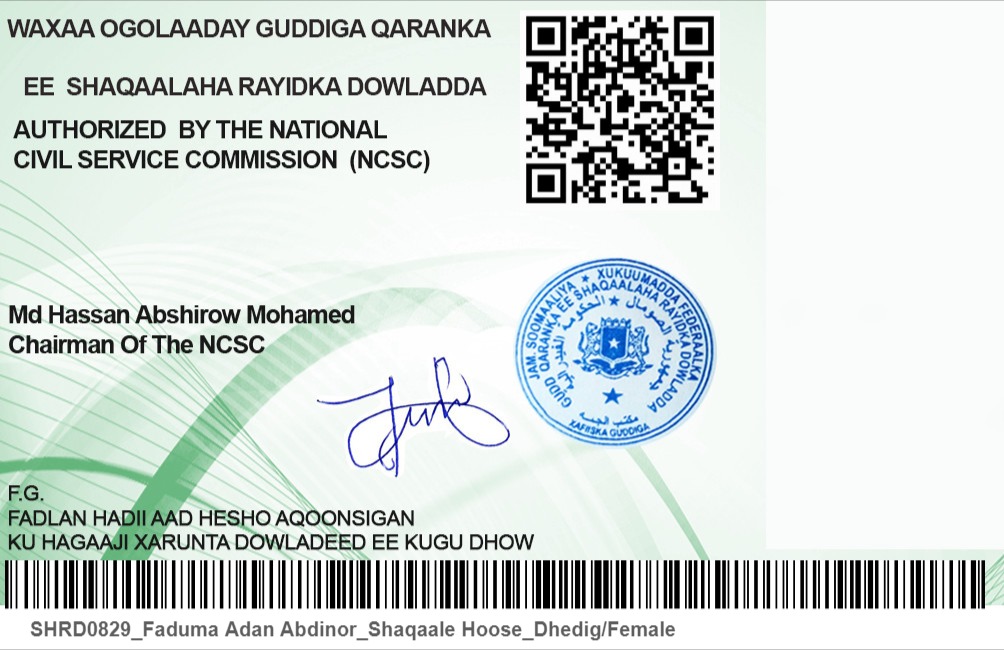 WAXAA OGOLAADAY GUDDIGA QARANKA
EE SHAQAALAHA RAYIDKA DOWLADDA
AUTHORIZED BY THE NATIONAL
CIVIL SERVICE COMMISSION (NCSC)
Md Hassan Abshirow Mohamed
Chairman Of The NCSC
JAM. SOOMAALIYA ★ XUKUUMADDA FEDERAALKA
GUDD QARANKA EE SHAQAALAHA RAYIDKA DOWLADDA
XAFIISKA GUDDIGA
F.G.
FADLAN HADII AAD HESHO AQOONSIGAN
KU HAGAAJI XARUNTA DOWLADEED EE KUGU DHOW
SHRD0829_Faduma Adan Abdinor_Shaqaale Hoose_Dhedig/Female